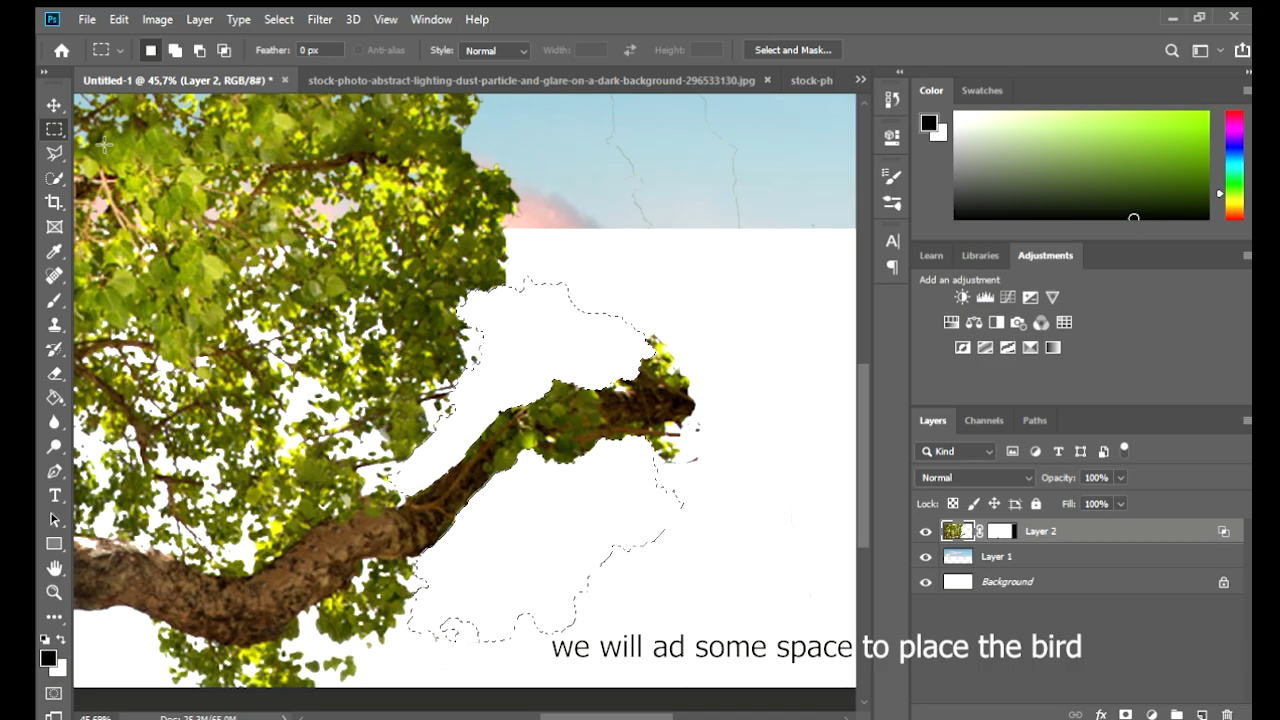 Ps File Edit Image Layer Type Select Filter 3D View Window Help
Feather: 0 px Anti-alias Style: Normal Width: Height: Select and Mask...
Untitled-1 @ 45,7% (Layer 2, RGB/8#) * × stock-photo-abstract-lighting-dust-particle-and-glare-on-a-dark-background-296533130.jpg × stock-ph
Color Swatches
Learn Libraries Adjustments
Add an adjustment
Layers Channels Paths
Kind
Normal Opacity: 100%
Lock: Fill: 100%
Layer 2
Layer 1
Background
we will ad some space to place the bird